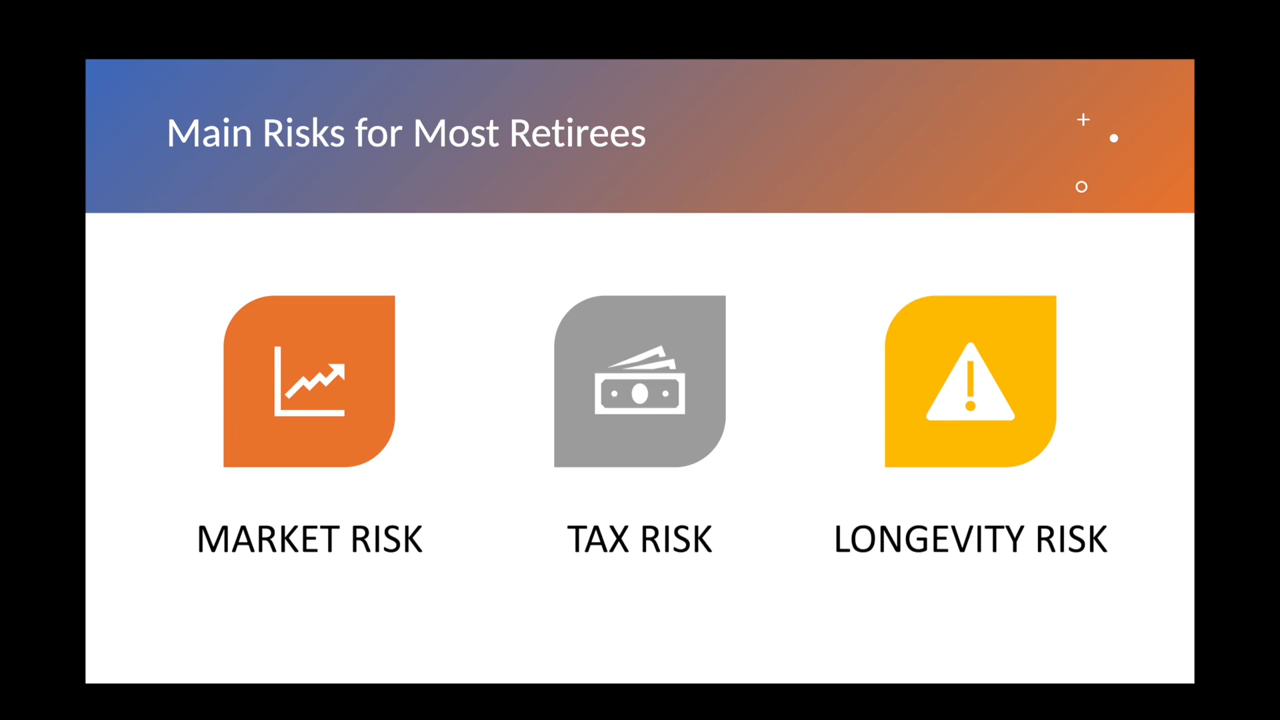 Main Risks for Most Retirees
MARKET RISK
TAX RISK
LONGEVITY RISK